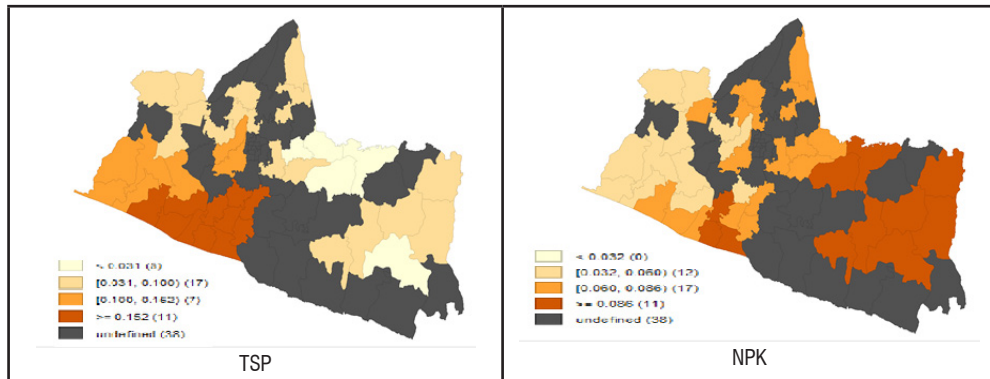 < 0.031
[0.031, 0.100) (17)
[0.100, 0.152) (7)
>= 0.152 (11)
undefined (38)
TSP
< 0.032 (0)
[0.032, 0.060) (12)
[0.060, 0.086) (17)
>= 0.086 (11)
undefined (38)
NPK